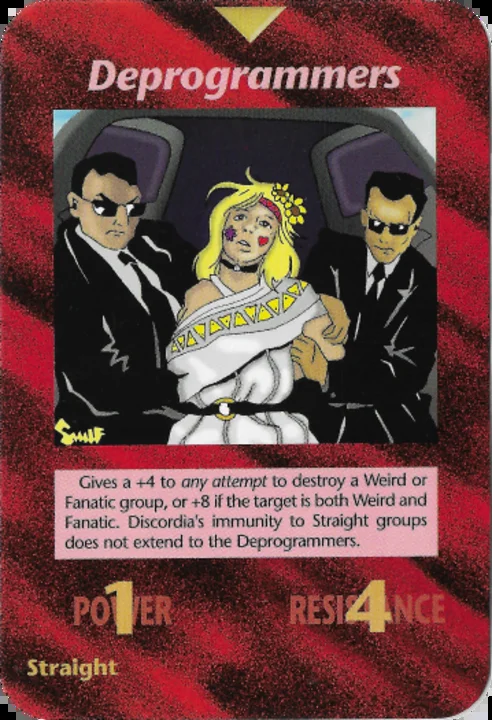 Deprogrammers
Smif
Gives a +4 to any attempt to destroy a Weird or
Fanatic group, or +8 if the target is both Weird and
Fanatic. Discordia's immunity to Straight groups
does not extend to the Deprogrammers.
POWER 1 RESISTANCE 4
Straight